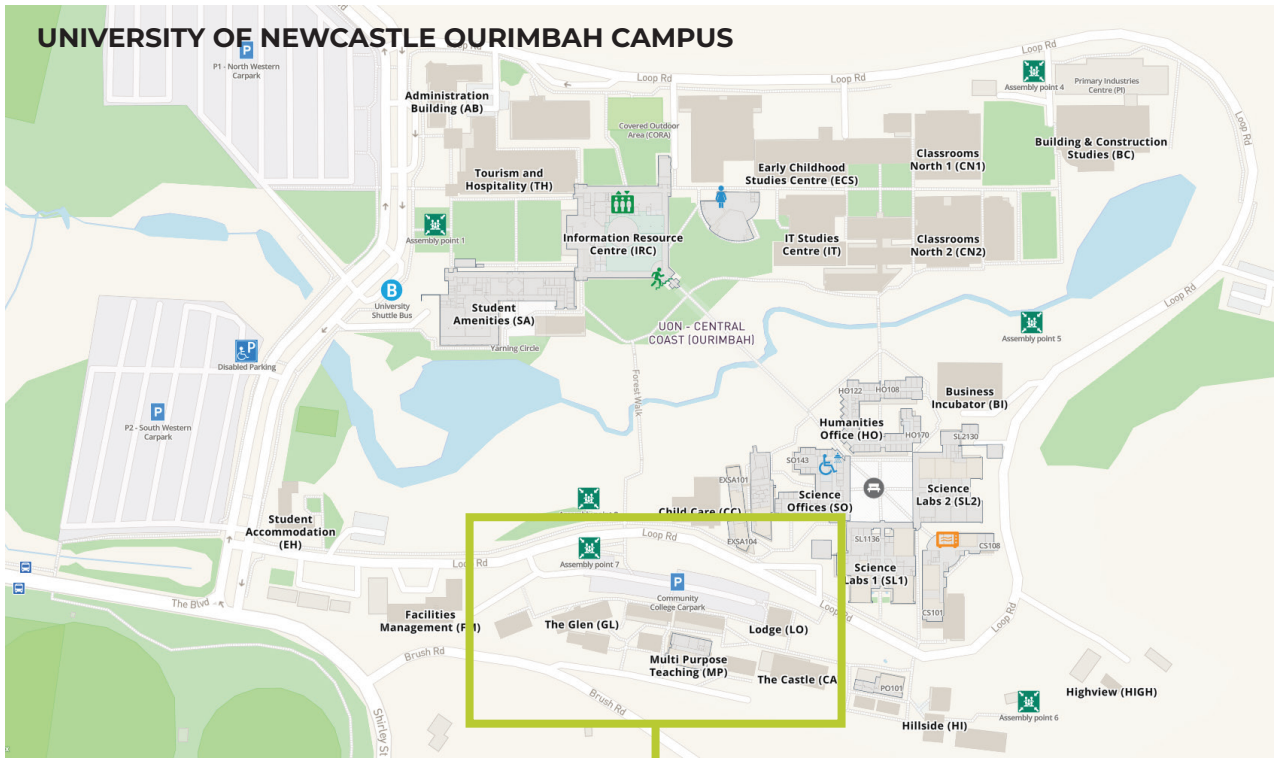 UNIVERSITY OF NEWCASTLE OURIMBAH CAMPUS
P
P1 - North Western
Carpark
Loop Rd
Loop Rd
Loop Rd
Loop Rd
Loop Rd
Administration
Building (AB)
Covered Outdoor
Area (CORA)
Assembly point 4
Primary Industries
Centre (PI)
Building & Construction
Studies (BC)
Tourism and
Hospitality (TH)
Early Childhood
Studies Centre (ECS)
Classrooms
North 1 (CN1)
Assembly point 1
Information Resource
Centre (IRC)
IT Studies
Centre (IT)
Classrooms
North 2 (CN2)
B
University
Shuttle Bus
Student
Amenities (SA)
Yarning Circle
UON - CENTRAL
COAST (OURIMBAH)
Loop Rd
Assembly point 5
P
Disabled Parking
Forest Walk
P
P2 - South Western
Carpark
HO122
HO108
Business
Incubator (BI)
Humanities
Office (HO)
HO170
SL2130
SO143
EXSA101
Science
Offices (SO)
Science
Labs 2 (SL2)
Child Care (CC)
Student
Accommodation
(EH)
EXSA104
SL1136
CS108
Loop Rd
Loop Rd
Assembly point 7
Science
Labs 1 (SL1)
P
Community
College Carpark
The Blvd
Facilities
Management (FM)
The Glen (GL)
Lodge (LO)
Loop Rd
CS101
Loop Rd
Brush Rd
Multi Purpose
Teaching (MP)
The Castle (CA
PO101
Highview (HIGH)
Brush Rd
Shirley St
Hillside (HI)
Assembly point 6